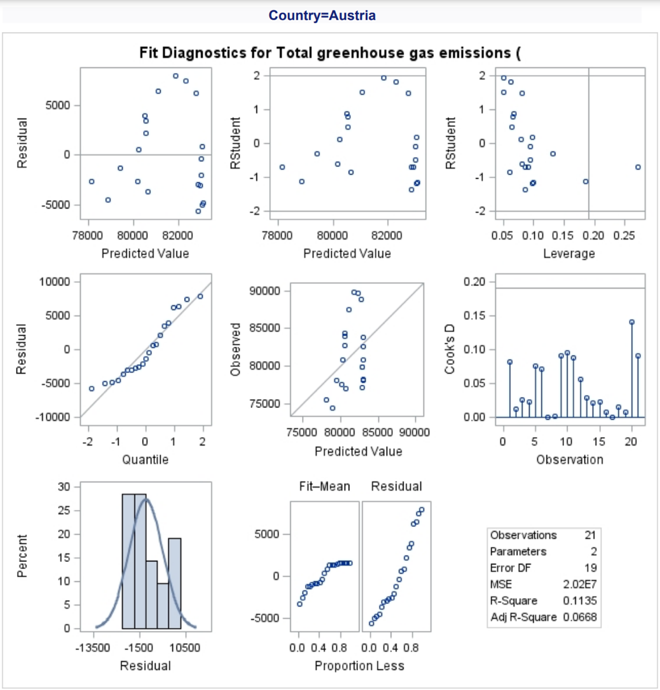 Country=Austria
Fit Diagnostics for Total greenhouse gas emissions (
Residual
5000
0
-5000
78000 80000 82000
Predicted Value
RStudent
2
1
0
-1
-2
78000 80000 82000
Predicted Value
RStudent
2
1
0
-1
-2
0.05 0.10 0.15 0.20 0.25
Leverage
Residual
10000
5000
0
-5000
-10000
-2 -1 0 1 2
Quantile
Observed
90000
85000
80000
75000
75000 80000 85000 90000
Predicted Value
Cook's D
0.20
0.15
0.10
0.05
0.00
0 5 10 15 20
Observation
Percent
30
25
20
15
10
5
0
-13500 -1500 10500
Residual
Fit–Mean Residual
5000
0
-5000
0.0 0.4 0.8 0.0 0.4 0.8
Proportion Less
Observations 21
Parameters 2
Error DF 19
MSE 2.02E7
R-Square 0.1135
Adj R-Square 0.0668